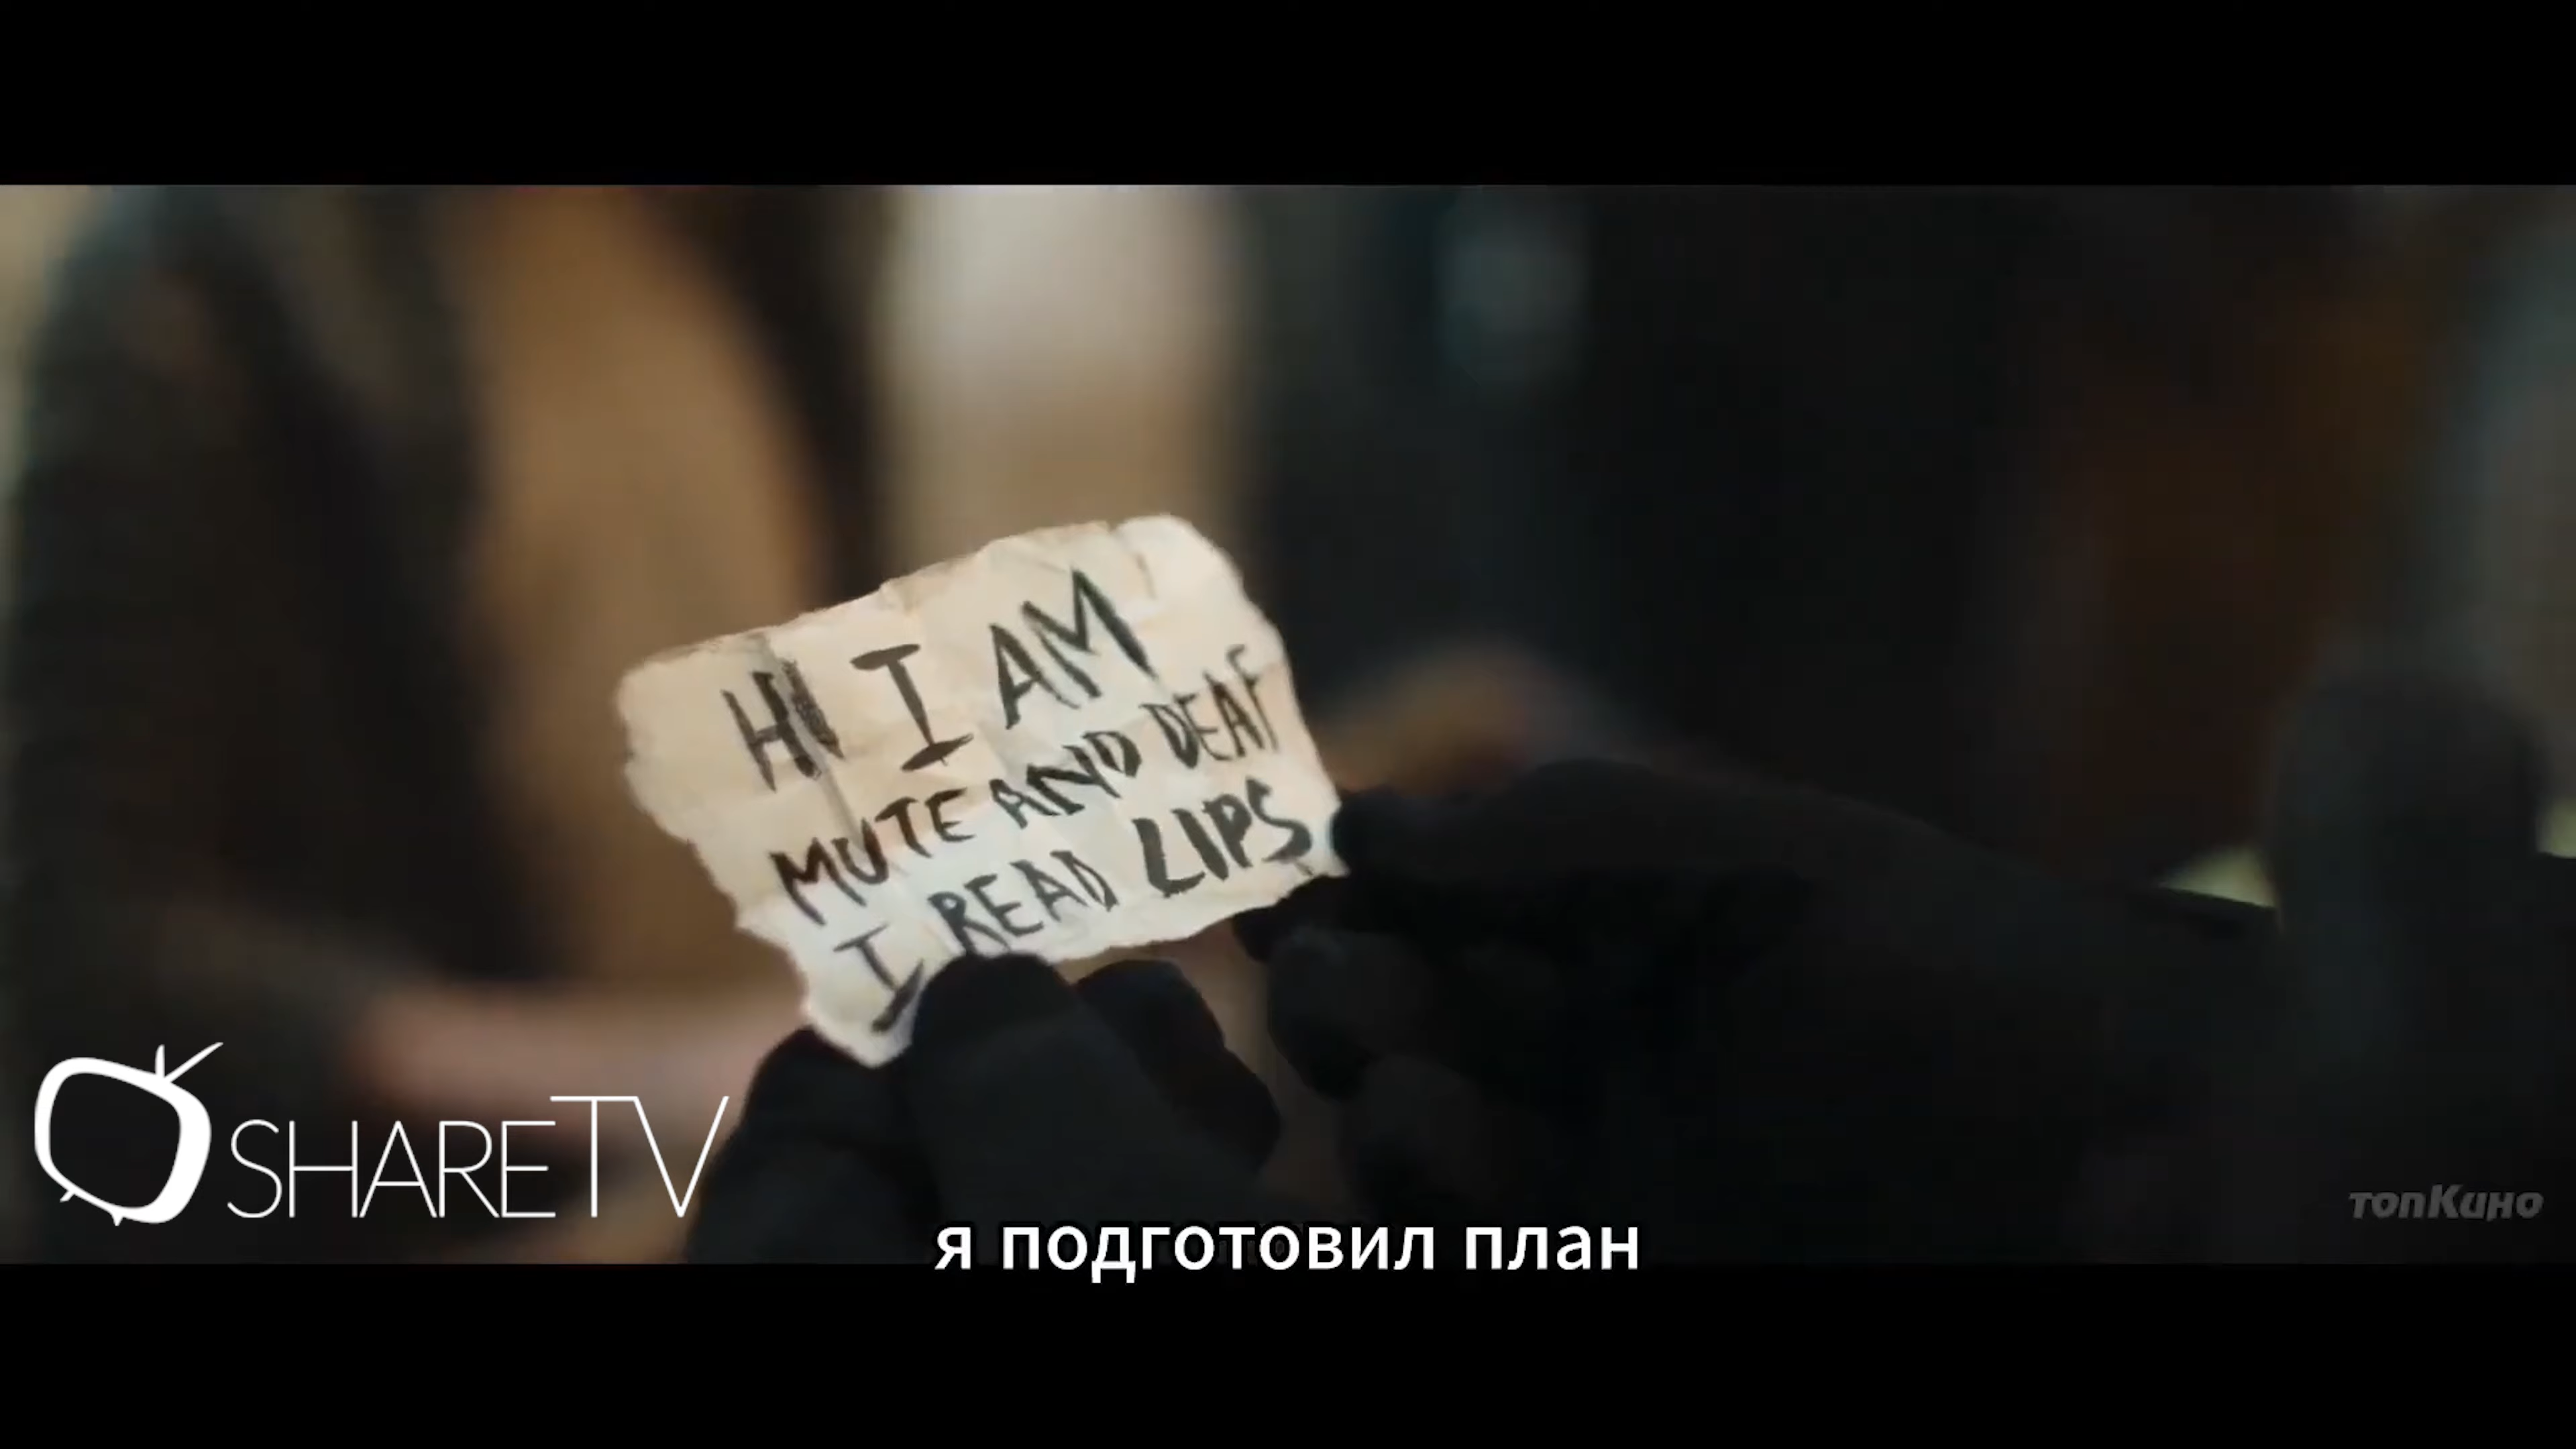 HI I AM
MUTE AND DEAF
I READ LIPS
SHARETV
топКино
я подготовил план